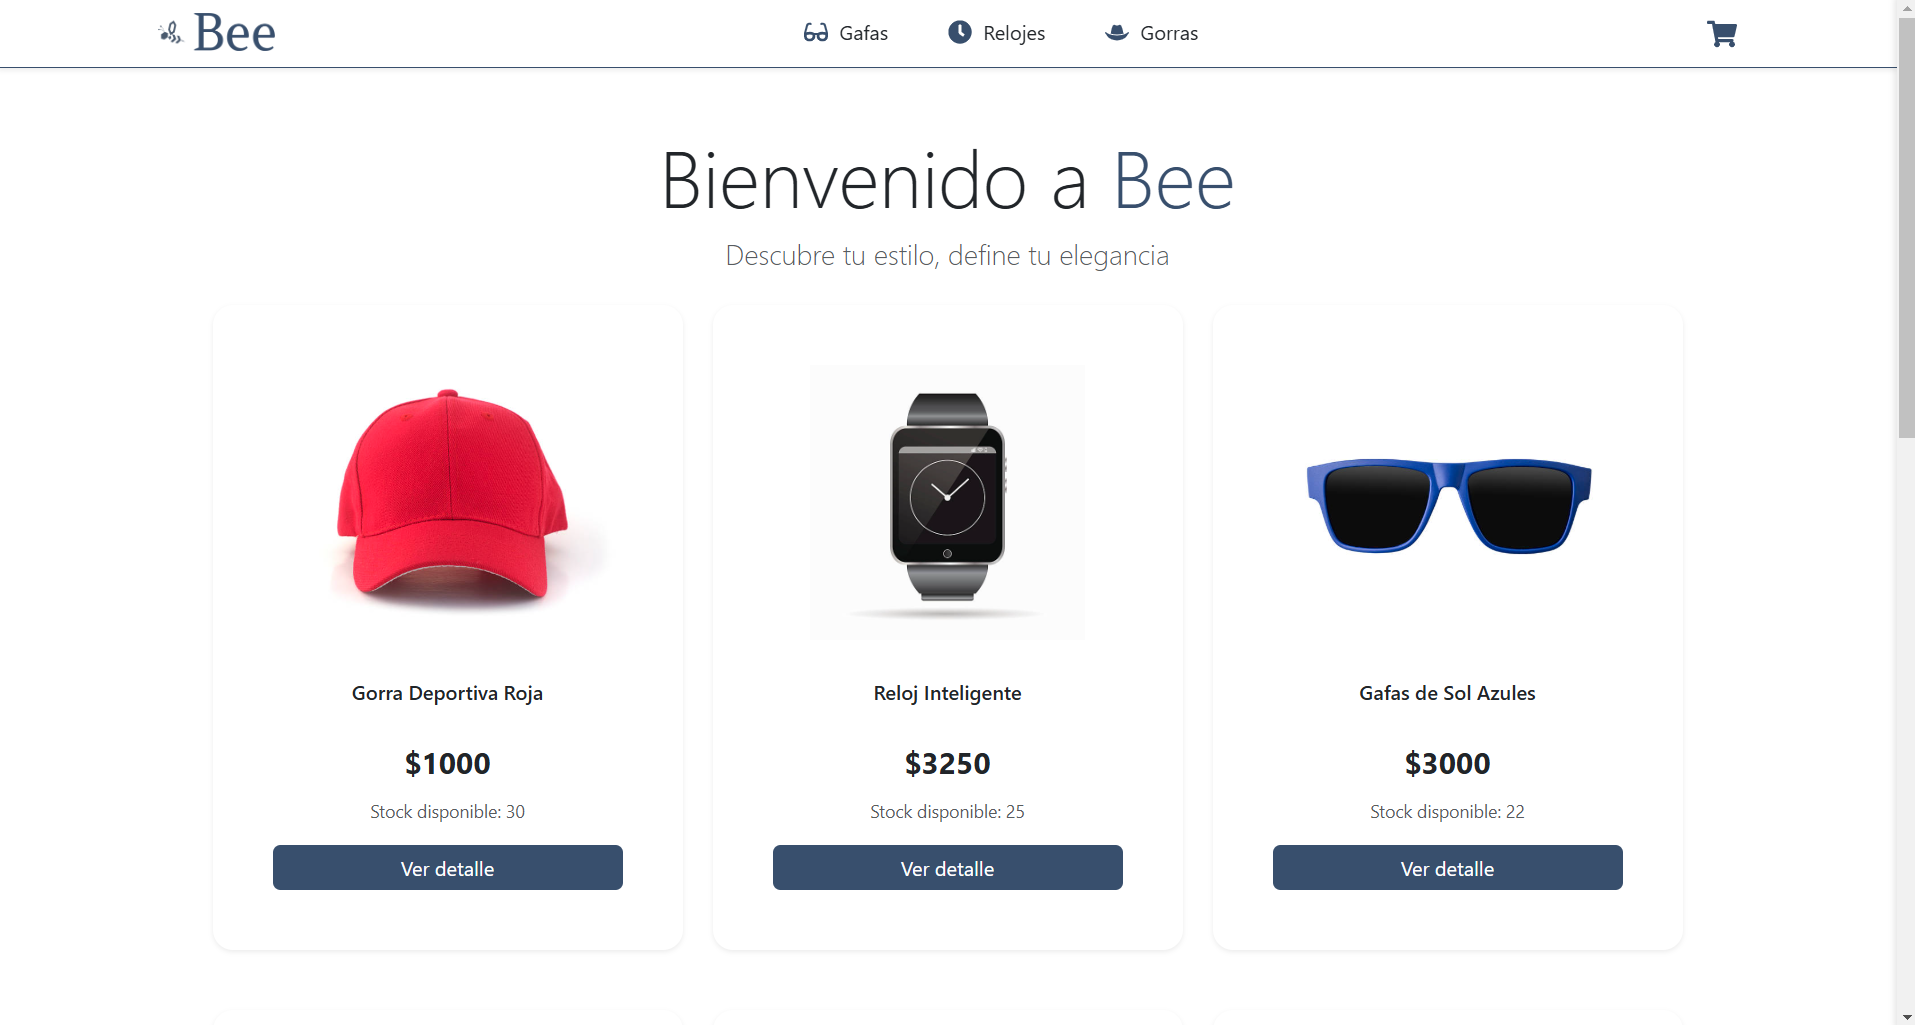 Bee
Gafas
Relojes
Gorras
Bienvenido a Bee
Descubre tu estilo, define tu elegancia
Gorra Deportiva Roja
$1000
Stock disponible: 30
Ver detalle
Reloj Inteligente
$3250
Stock disponible: 25
Ver detalle
Gafas de Sol Azules
$3000
Stock disponible: 22
Ver detalle